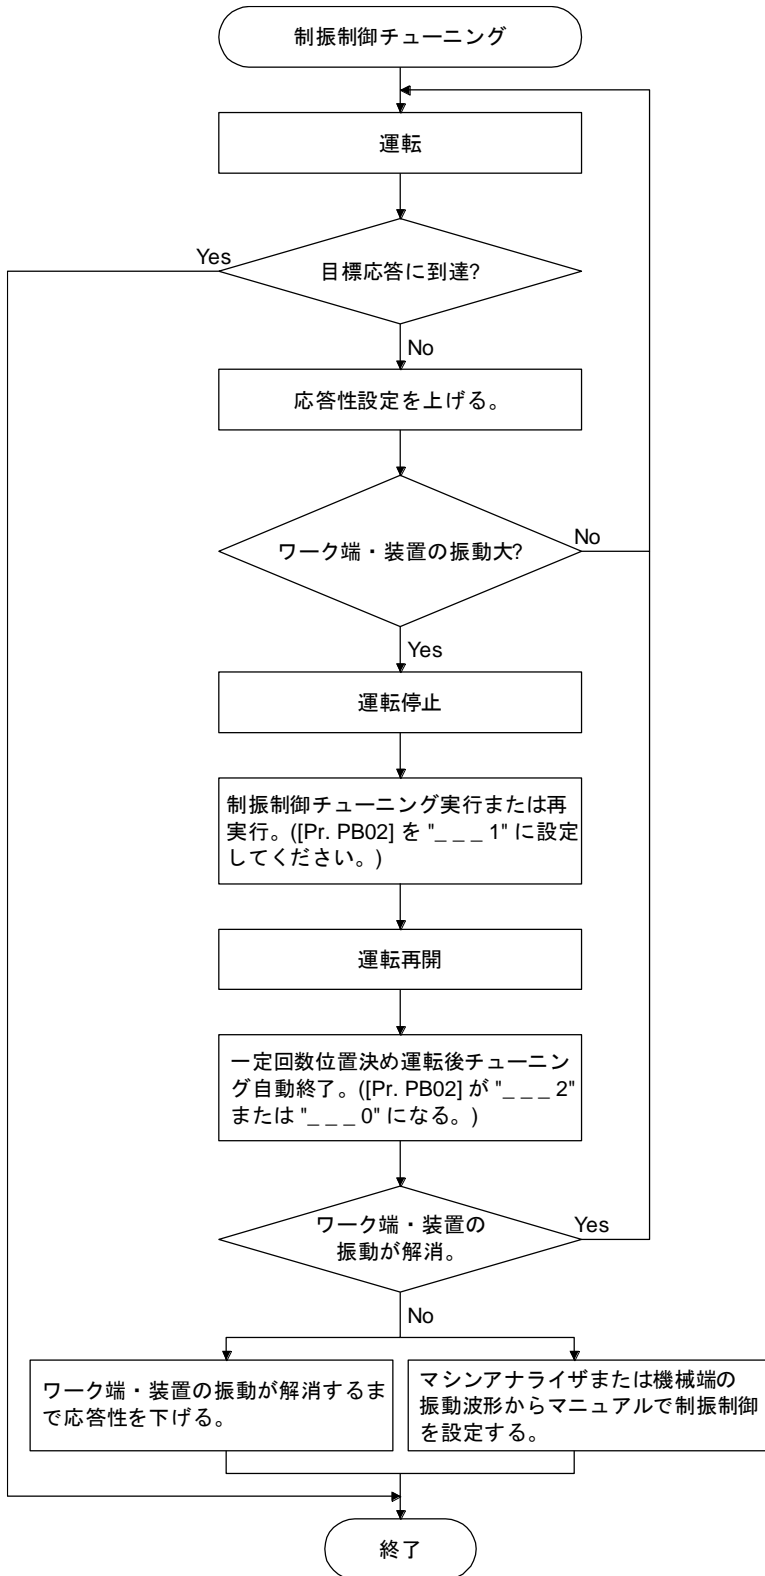 制振制御チューニング
運転
Yes
目標応答に到達?
No
応答性設定を上げる。
ワーク端・装置の振動大?
No
Yes
運転停止
制振制御チューニング実行または再
実行。([Pr. PB02] を "_ _ _ 1" に設定
してください。)
運転再開
一定回数位置決め運転後チューニン
グ自動終了。([Pr. PB02] が "_ _ _ 2"
または "_ _ _ 0" になる。)
ワーク端・装置の
振動が解消。
Yes
No
ワーク端・装置の振動が解消するま
で応答性を下げる。
マシンアナライザまたは機械端の
振動波形からマニュアルで制振制御
を設定する。
終了